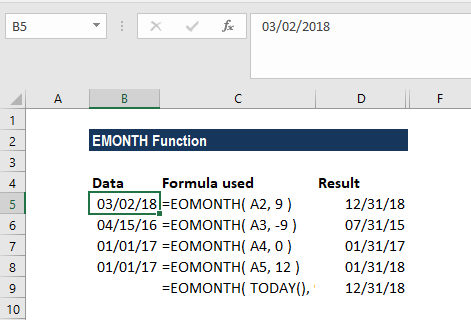 B5 fx 03/02/2018
A B C D F
1
2 EMONTH Function
3
4 Data Formula used Result
5 03/02/18 =EOMONTH( A2, 9 ) 12/31/18
6 04/15/16 =EOMONTH( A3, -9 ) 07/31/15
7 01/01/17 =EOMONTH( A4, 0 ) 01/31/17
8 01/01/17 =EOMONTH( A5, 12 ) 01/31/18
9 =EOMONTH( TODAY(), 12/31/18
10